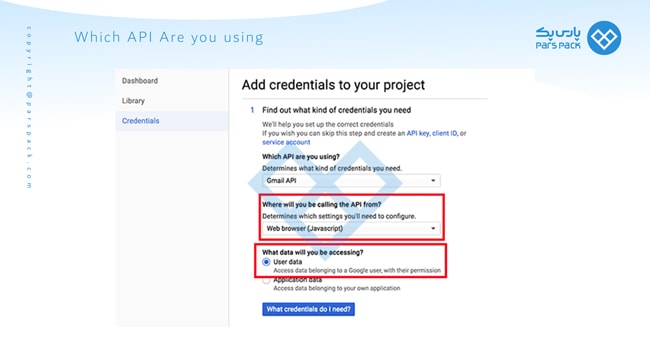 Which API Are you using
پارس پک
PARS PACK
copyright@parspack.com
Dashboard
Library
Credentials
Add credentials to your project
1 Find out what kind of credentials you need
We'll help you set up the correct credentials
If you wish you can skip this step and create an API key, client ID, or
service account
Which API are you using?
Determines what kind of credentials you need.
Gmail API
Where will you be calling the API from?
Determines which settings you'll need to configure.
Web browser (Javascript)
What data will you be accessing?
User data
Access data belonging to a Google user, with their permission
Application data
Access data belonging to your own application
What credentials do I need?